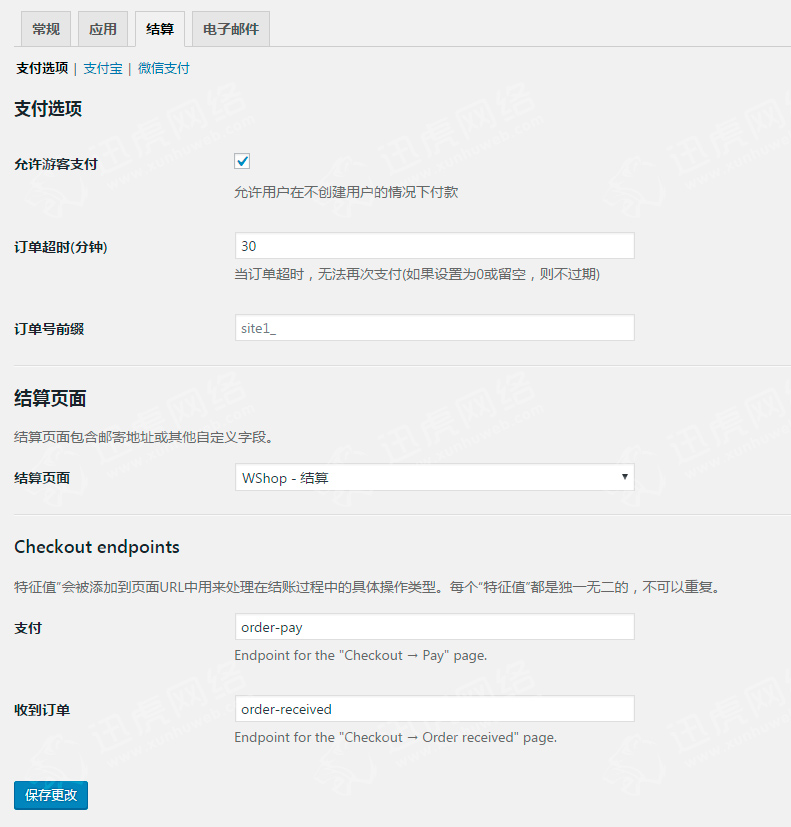 常规 应用 结算 电子邮件
支付选项 | 支付宝 | 微信支付
支付选项
允许游客支付
允许用户在不创建用户的情况下付款
订单超时(分钟) 30
当订单超时，无法再次支付(如果设置为0或留空，则不过期)
订单号前缀 site1_
结算页面
结算页面包含邮寄地址或其他自定义字段。
结算页面 WShop - 结算
Checkout endpoints
特征值”会被添加到页面URL中用来处理在结账过程中的具体操作类型。每个“特征值”都是独一无二的，不可以重复。
支付 order-pay
Endpoint for the "Checkout → Pay" page.
收到订单 order-received
Endpoint for the "Checkout → Order received" page.
保存更改
迅虎网络